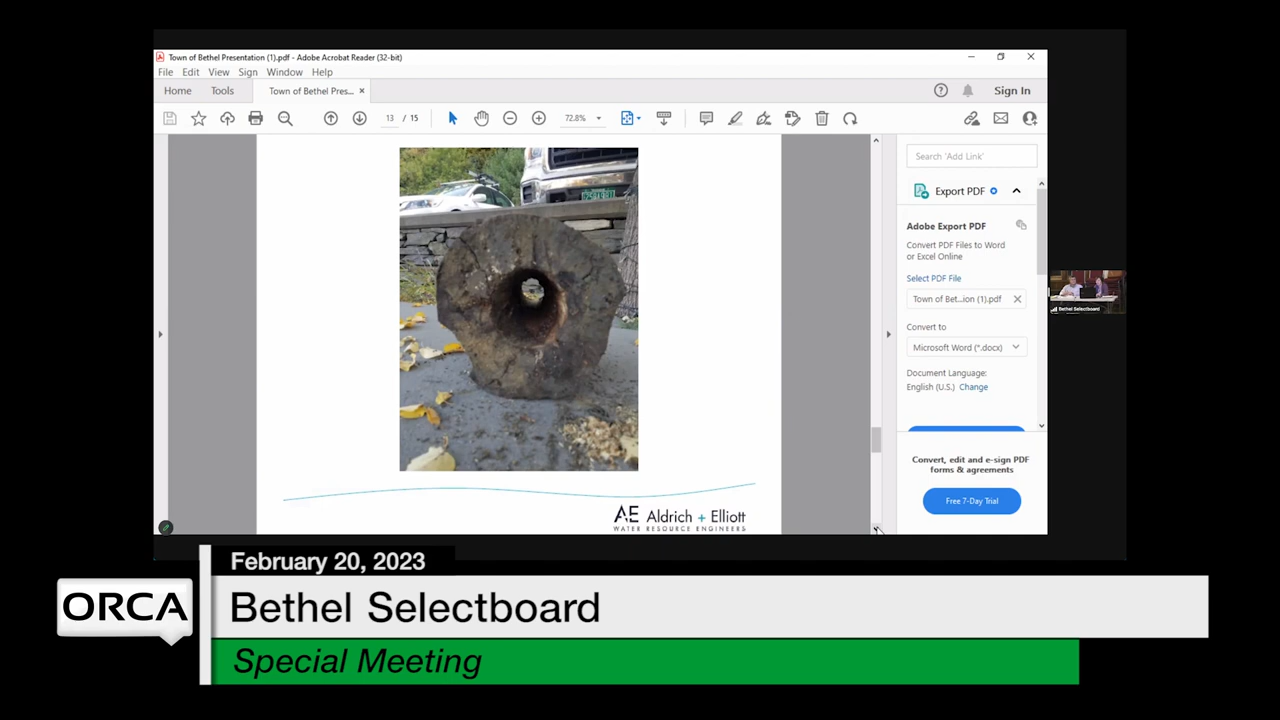 Town of Bethel Presentation (1).pdf - Adobe Acrobat Reader (32-bit)
File Edit View Sign Window Help
Home Tools Town of Bethel Pres... × Sign In
13 / 15 72.8%
Search 'Add Link'
Export PDF
Adobe Export PDF
Convert PDF Files to Word
or Excel Online
Select PDF File
Town of Bet...ion (1).pdf
Convert to
Microsoft Word (*.docx)
Document Language:
English (U.S.) Change
Convert, edit and e-sign PDF
forms & agreements
Free 7-Day Trial
Bethel Selectboard
AE Aldrich + Elliott
WATER RESOURCE ENGINEERS
February 20, 2023
ORCA
Bethel Selectboard
Special Meeting